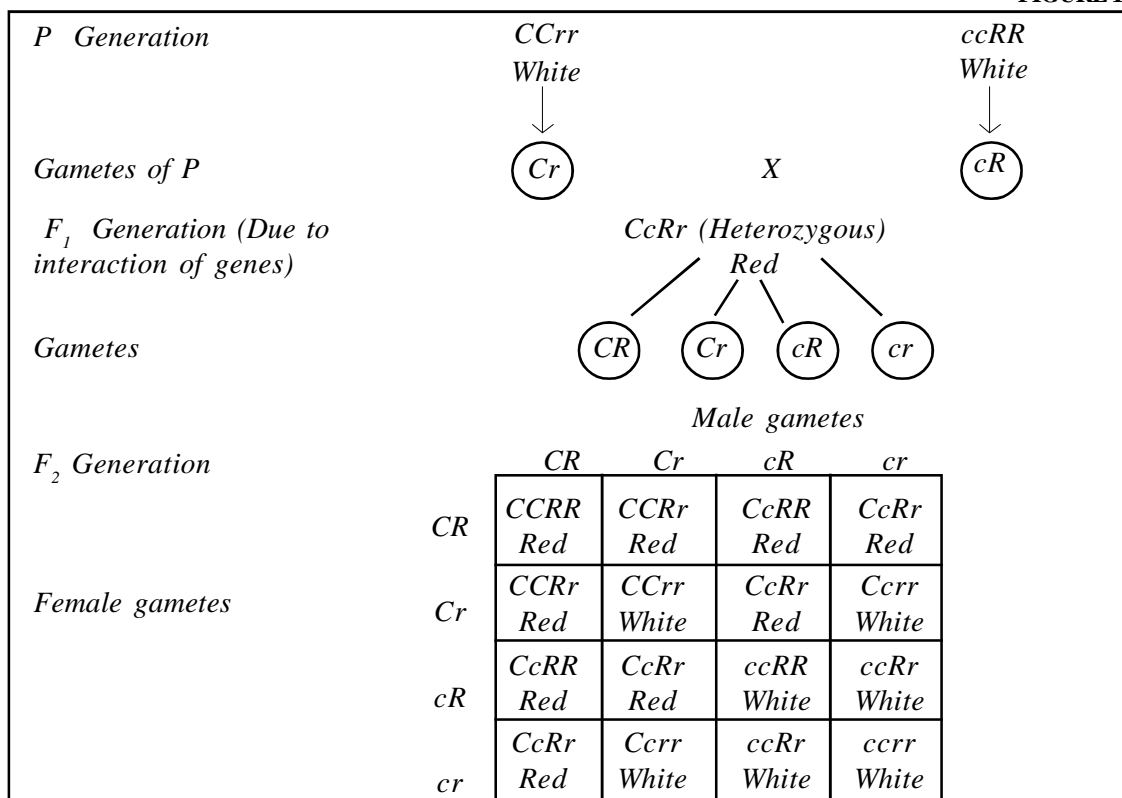 P Generation CCrr ccRR
White White
Gametes of P Cr X cR
F1 Generation (Due to CcRr (Heterozygous)
interaction of genes) Red
Gametes CR Cr cR cr
Male gametes
F2 Generation CR Cr cR cr
CR CCRR CCRr CcRR CcRr
Red Red Red Red
Female gametes Cr CCRr CCrr CcRr Ccrr
Red White Red White
cR CcRR CcRr ccRR ccRr
Red Red White White
cr CcRr Ccrr ccRr ccrr
Red White White White